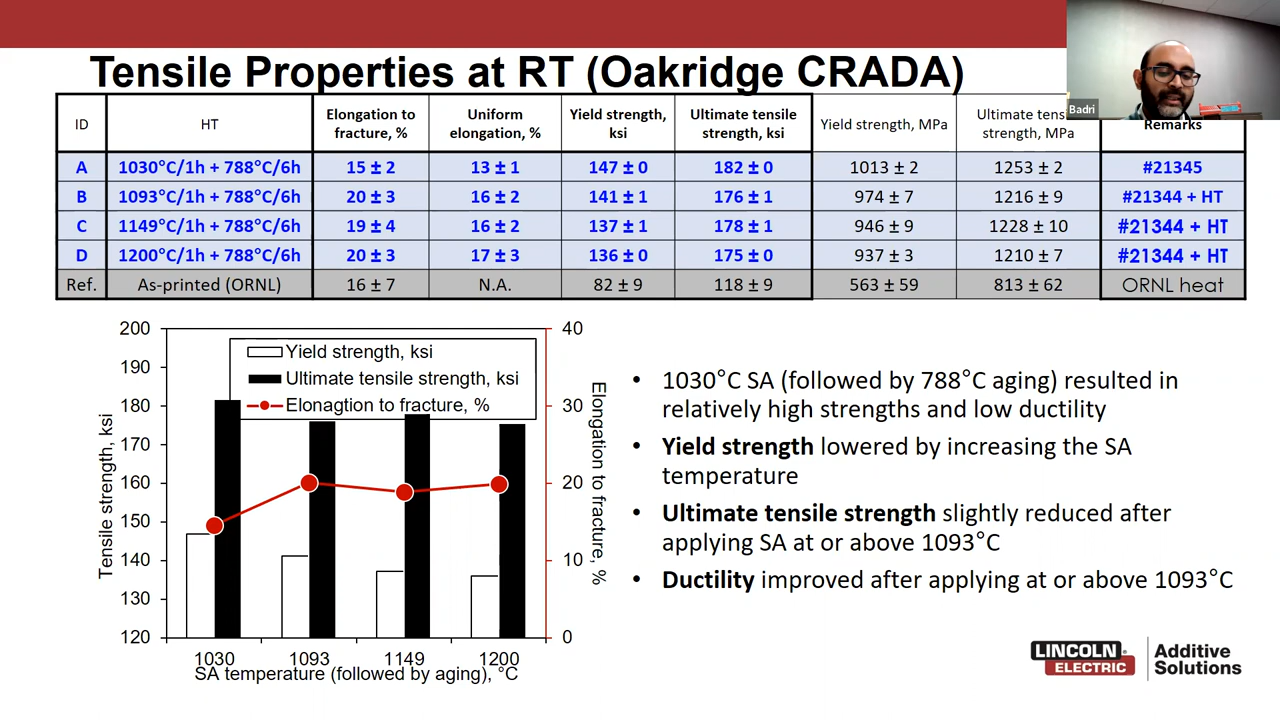 Tensile Properties at RT (Oakridge CRADA)
Badri
ID HT Elongation to fracture, % Uniform elongation, % Yield strength, ksi Ultimate tensile strength, ksi Yield strength, MPa Ultimate strength, MPa Remarks
A 1030°C/1h + 788°C/6h 15 ± 2 13 ± 1 147 ± 0 182 ± 0 1013 ± 2 1253 ± 2 #21345
B 1093°C/1h + 788°C/6h 20 ± 3 16 ± 2 141 ± 1 176 ± 1 974 ± 7 1216 ± 9 #21344 + HT
C 1149°C/1h + 788°C/6h 19 ± 4 16 ± 2 137 ± 1 178 ± 1 946 ± 9 1228 ± 10 #21344 + HT
D 1200°C/1h + 788°C/6h 20 ± 3 17 ± 3 136 ± 0 175 ± 0 937 ± 3 1210 ± 7 #21344 + HT
Ref. As-printed (ORNL) 16 ± 7 N.A. 82 ± 9 118 ± 9 563 ± 59 813 ± 62 ORNL heat
Tensile strength, ksi
200
190
180
170
160
150
140
130
120
Yield strength, ksi
Ultimate tensile strength, ksi
Elonagtion to fracture, %
40
30
20
10
0
Elongation to fracture, %
1030 1093 1149 1200
SA temperature (followed by aging), °C
• 1030°C SA (followed by 788°C aging) resulted in
relatively high strengths and low ductility
• Yield strength lowered by increasing the SA
temperature
• Ultimate tensile strength slightly reduced after
applying SA at or above 1093°C
• Ductility improved after applying at or above 1093°C
LINCOLN
ELECTRIC
Additive
Solutions